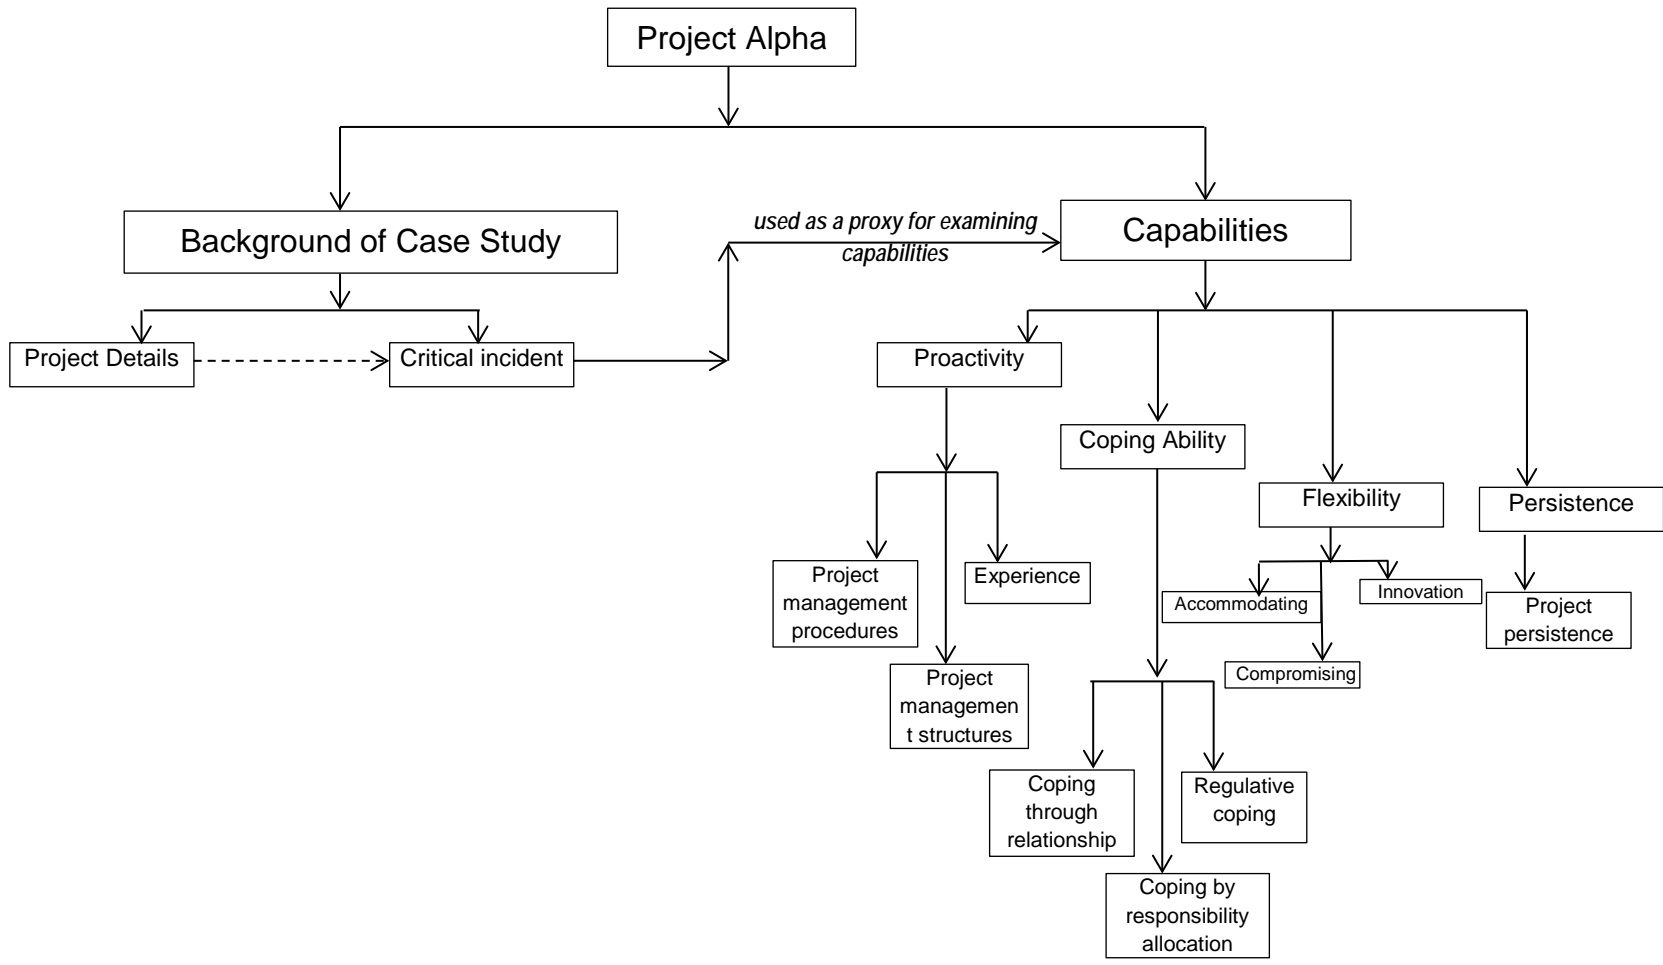 Project Alpha
Background of Case Study
used as a proxy for examining
capabilities
Capabilities
Project Details
Critical incident
Proactivity
Coping Ability
Flexibility
Persistence
Project
management
procedures
Experience
Project
managemen
t structures
Accommodating
Innovation
Compromising
Project
persistence
Coping
through
relationship
Regulative
coping
Coping by
responsibility
allocation